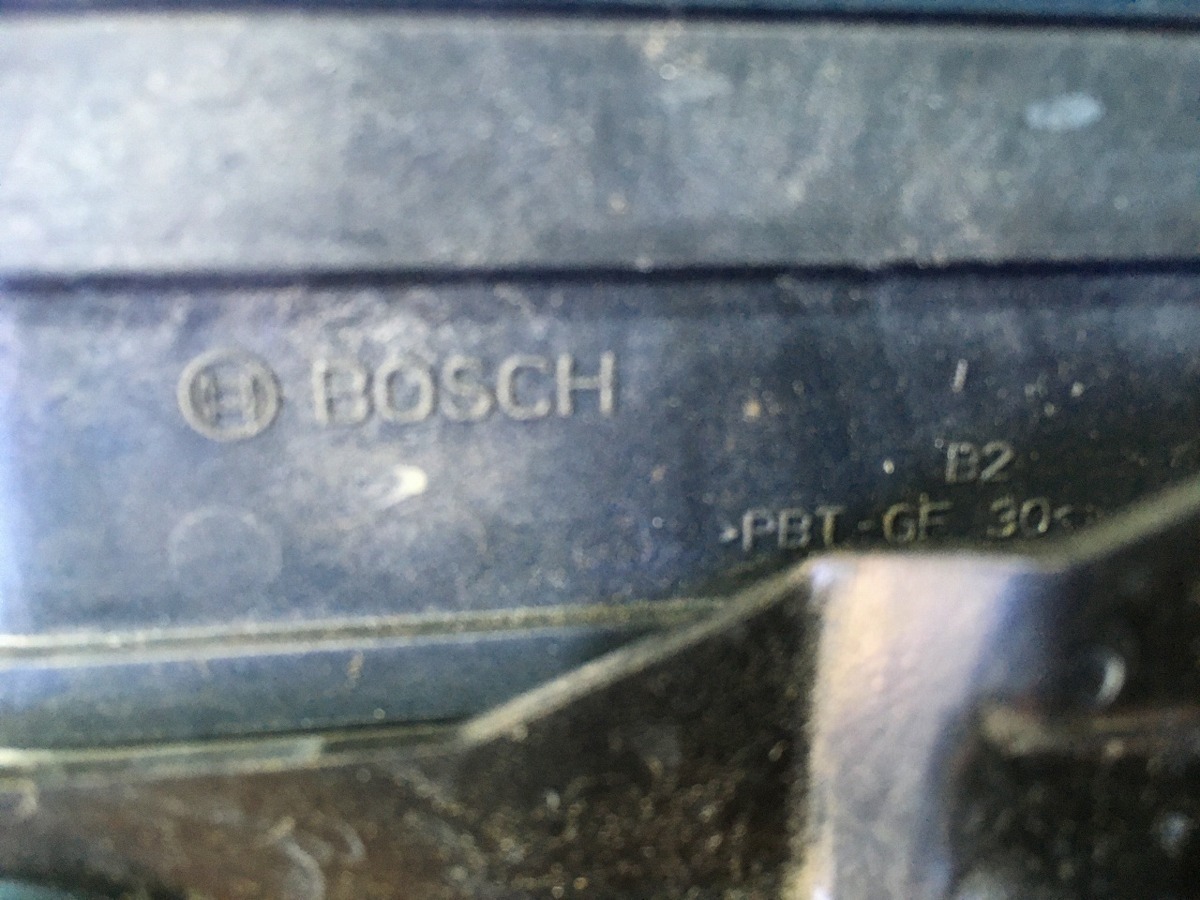 BOSCH
B2
>PBT-GF 30<